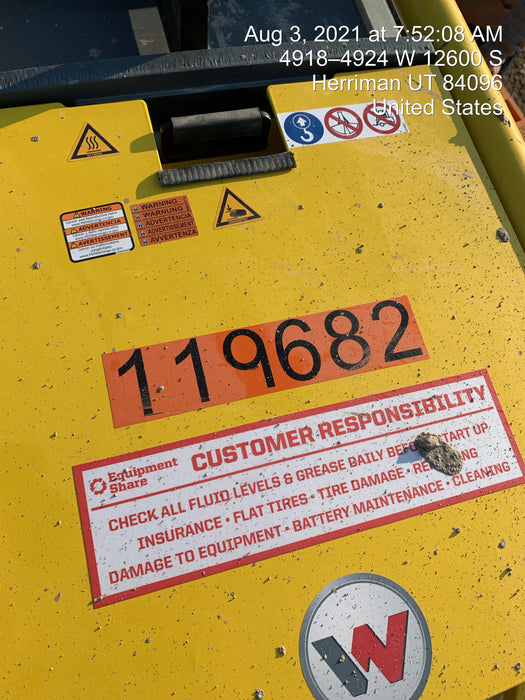 Aug 3, 2021 at 7:52:08 AM
4918–4924 W 12600 S
Herriman UT 84096
United States
WARNING
ADVERTENCIA
AVERTISSEMENT
WARNING
WARNUNG
ADVERTENCIA
AVERTISSEMENT
AVVERTENZA
119682
Equipment
Share
CUSTOMER RESPONSIBILITY
CHECK ALL FLUID LEVELS & GREASE DAILY START UP
INSURANCE • FLAT TIRES • TIRE DAMAGE •
DAMAGE TO EQUIPMENT • BATTERY MAINTENANCE • CLEANING
W